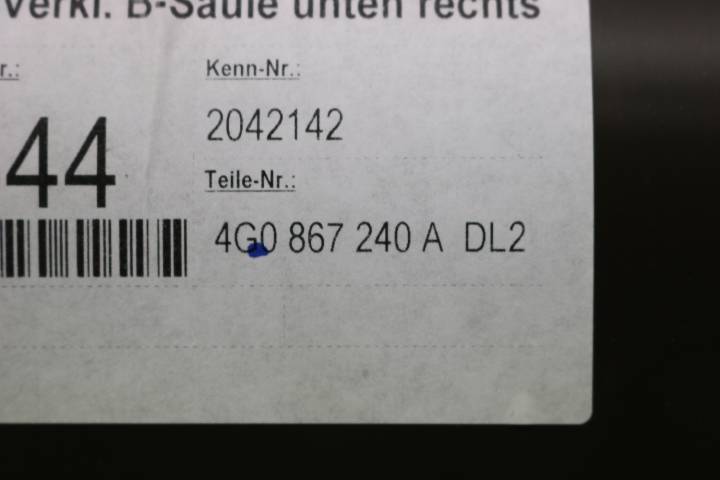 Verkl. B-Säule unten rechts
r.:
Kenn-Nr.:
44
2042142
Teile-Nr.:
4G0 867 240 A DL2